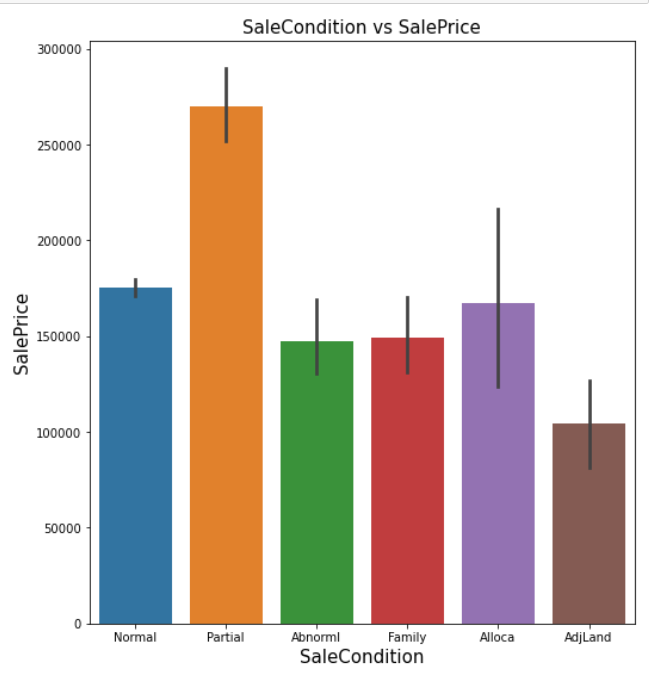 SaleCondition vs SalePrice
300000
250000
200000
150000
100000
50000
0
SalePrice
Normal Partial Abnorml Family Alloca AdjLand
SaleCondition